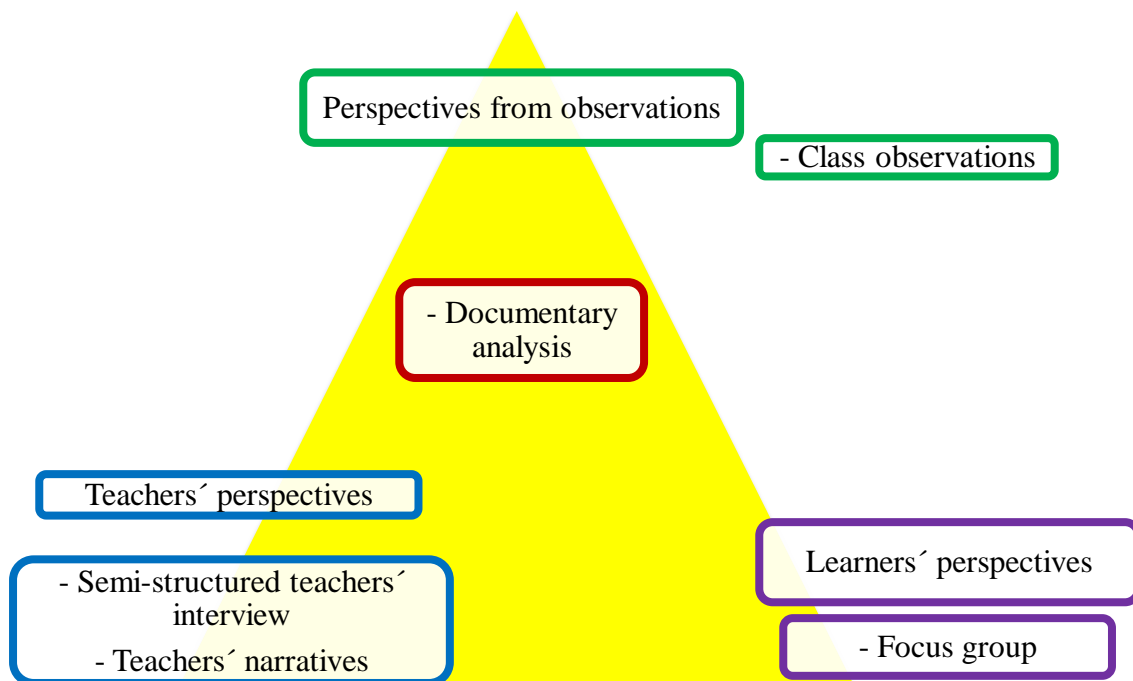 Perspectives from observations
- Class observations
- Documentary
analysis
Teachers´ perspectives
- Semi-structured teachers´
interview
- Teachers´ narratives
Learners´ perspectives
- Focus group